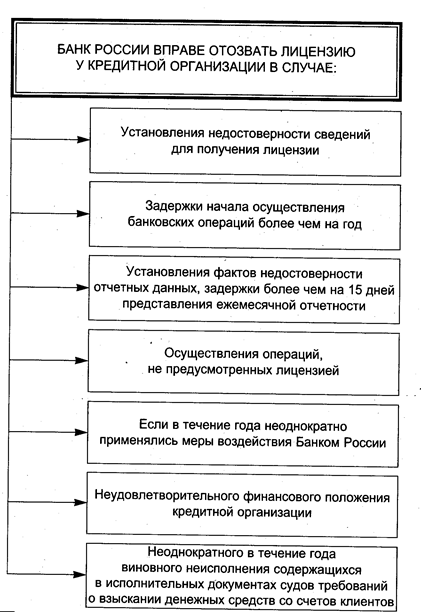 БАНК РОССИИ ВПРАВЕ ОТОЗВАТЬ ЛИЦЕНЗИЮ
У КРЕДИТНОЙ ОРГАНИЗАЦИИ В СЛУЧАЕ:
Установления недостоверности сведений
для получения лицензии
Задержки начала осуществления
банковских операций более чем на год
Установления фактов недостоверности
отчетных данных, задержки более чем на 15 дней
представления ежемесячной отчетности
Осуществления операций,
не предусмотренных лицензией
Если в течение года неоднократно
применялись меры воздействия Банком России
Неудовлетворительного финансового положения
кредитной организации
Неоднократного в течение года
виновного неисполнения содержащихся
в исполнительных документах судов требований
о взыскании денежных средств со счетов клиентов